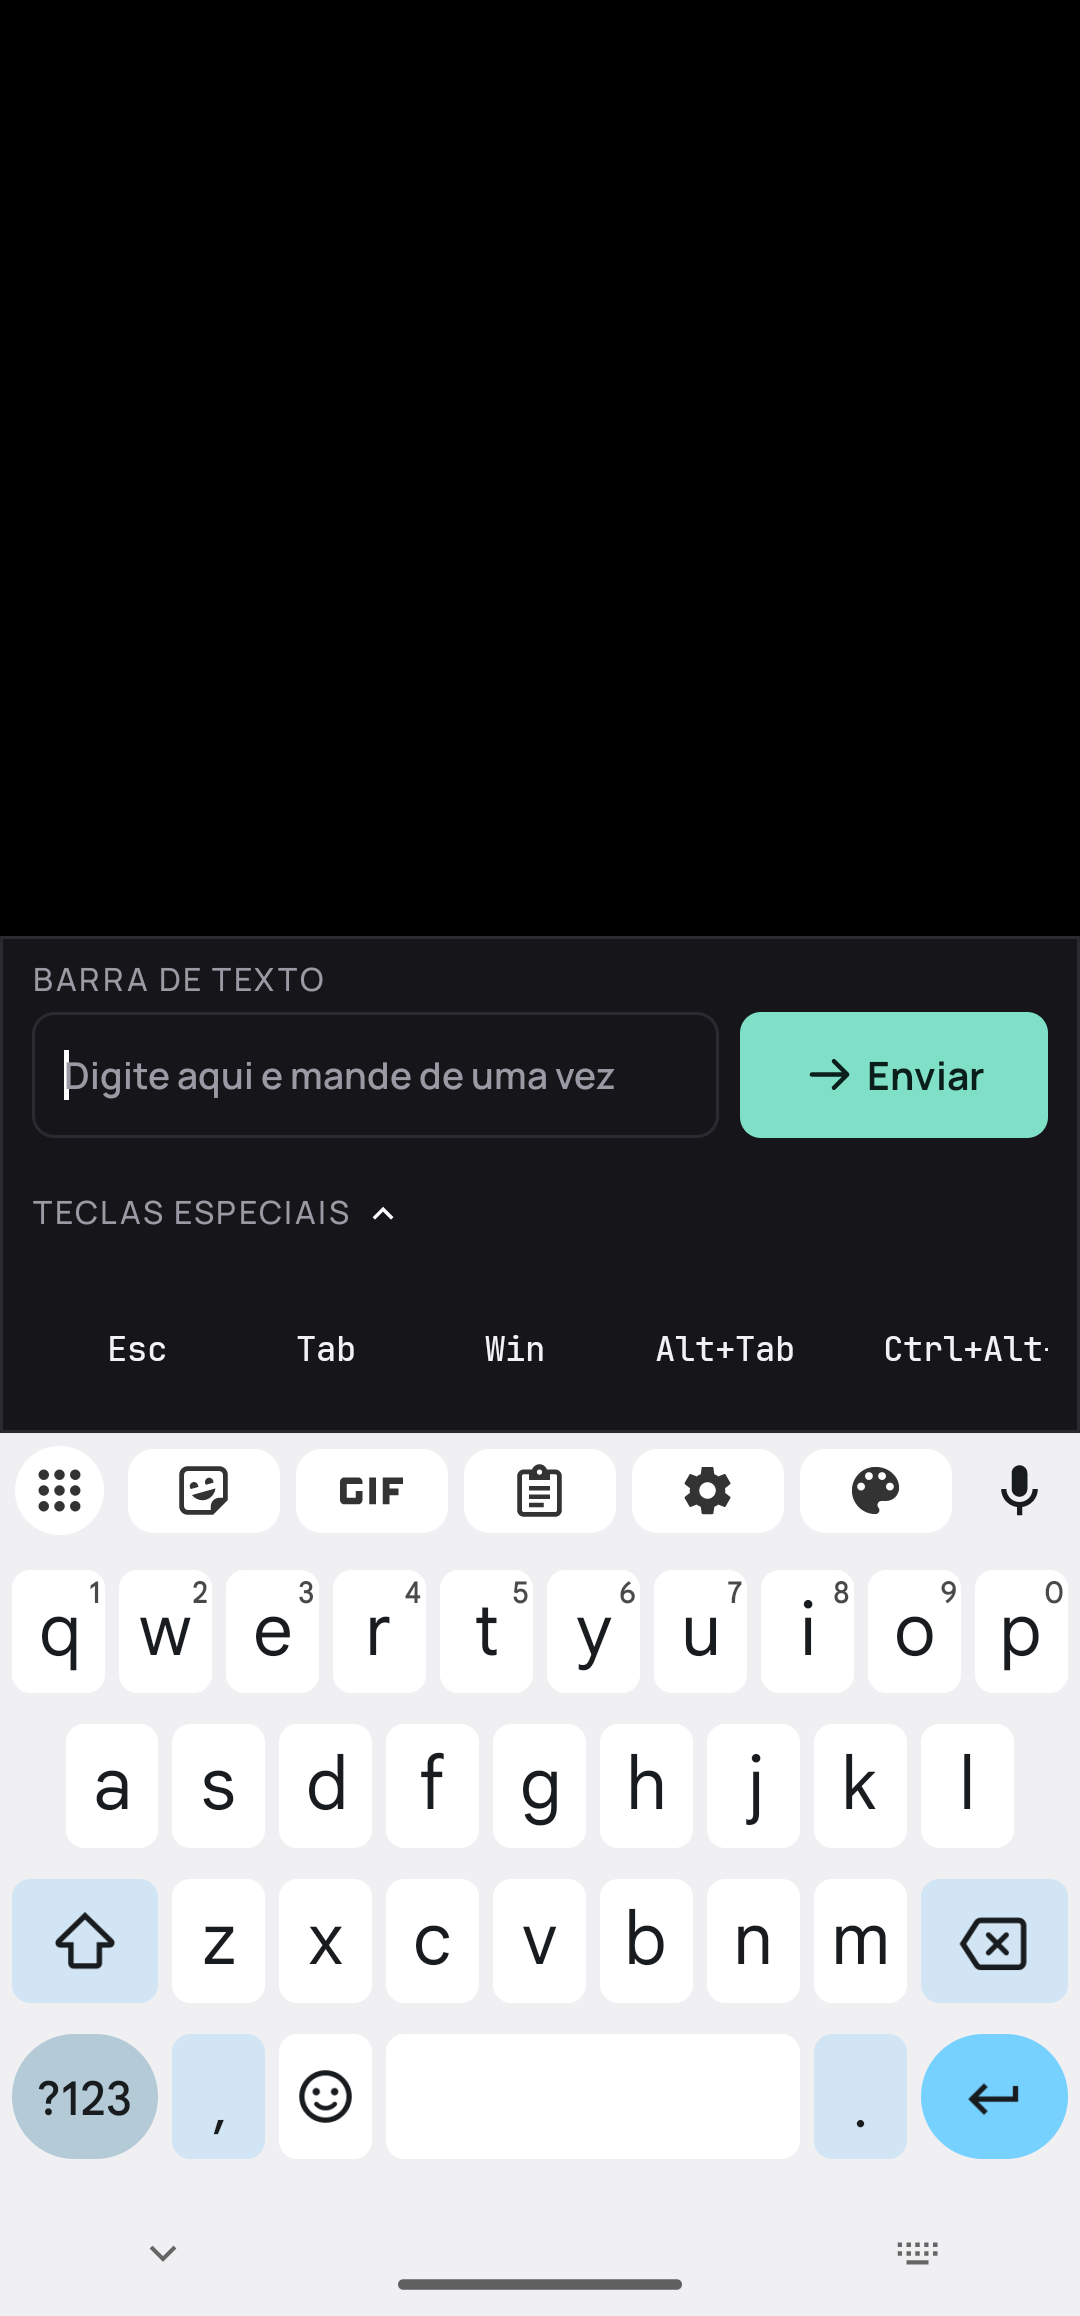 BARRA DE TEXTO
Digite aqui e mande de uma vez
→ Enviar
TECLAS ESPECIAIS
Esc Tab Win Alt+Tab Ctrl+Alt+
GIF
1 2 3 4 5 6 7 8 9 0
q w e r t y u i o p
a s d f g h j k l
z x c v b n m
?123 , .